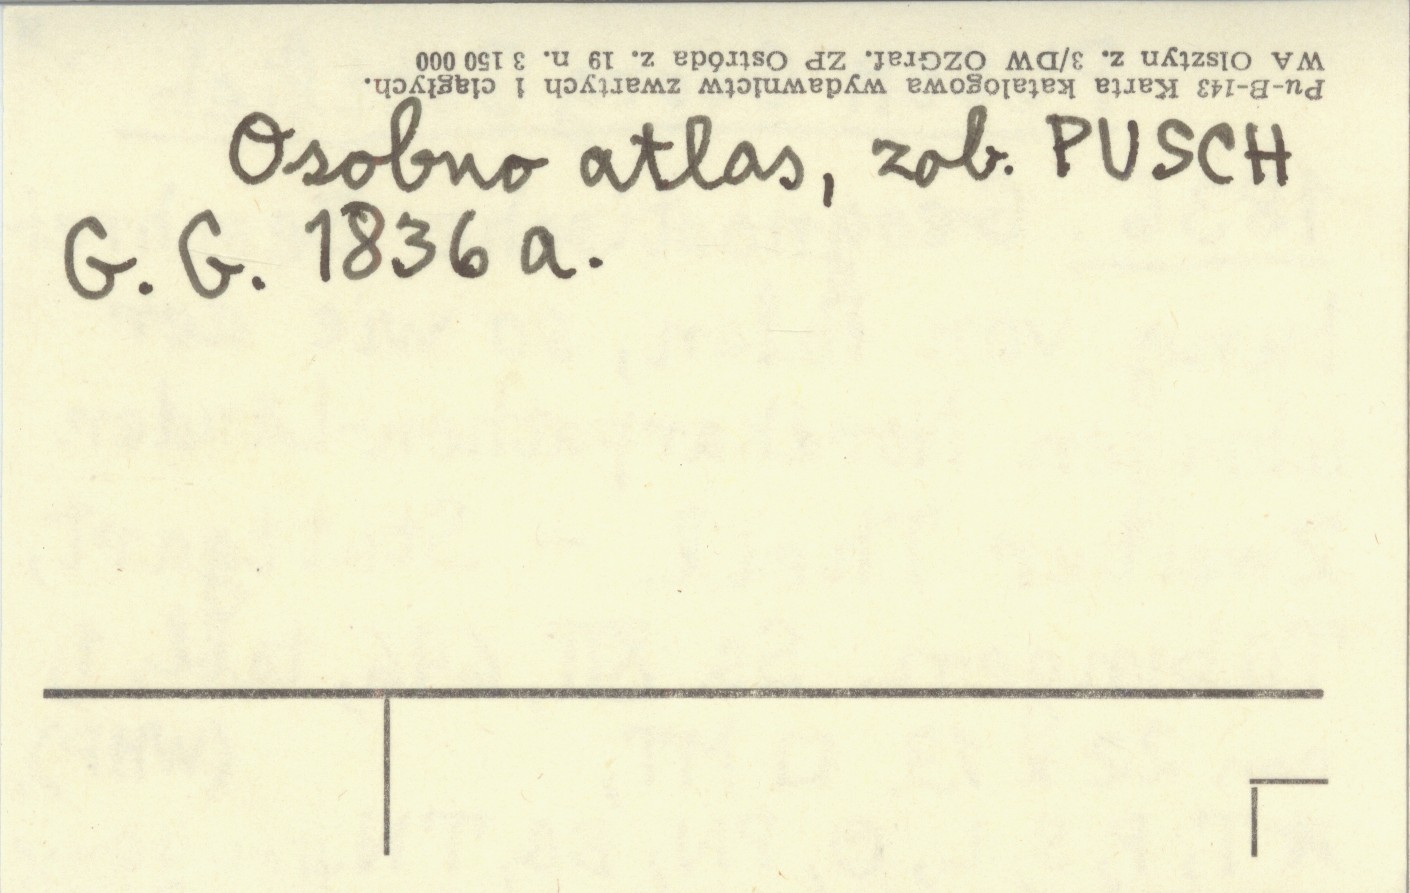 Pu-B-143 Karta katalogowa wydawnictw zwartych i ciągłych.
WA Olsztyn z. 3/DW OZGraf. ZP Ostróda z. 19 n. 3 150 000
Osobno atlas, zob. PUSCH
G. G. 1836 a.